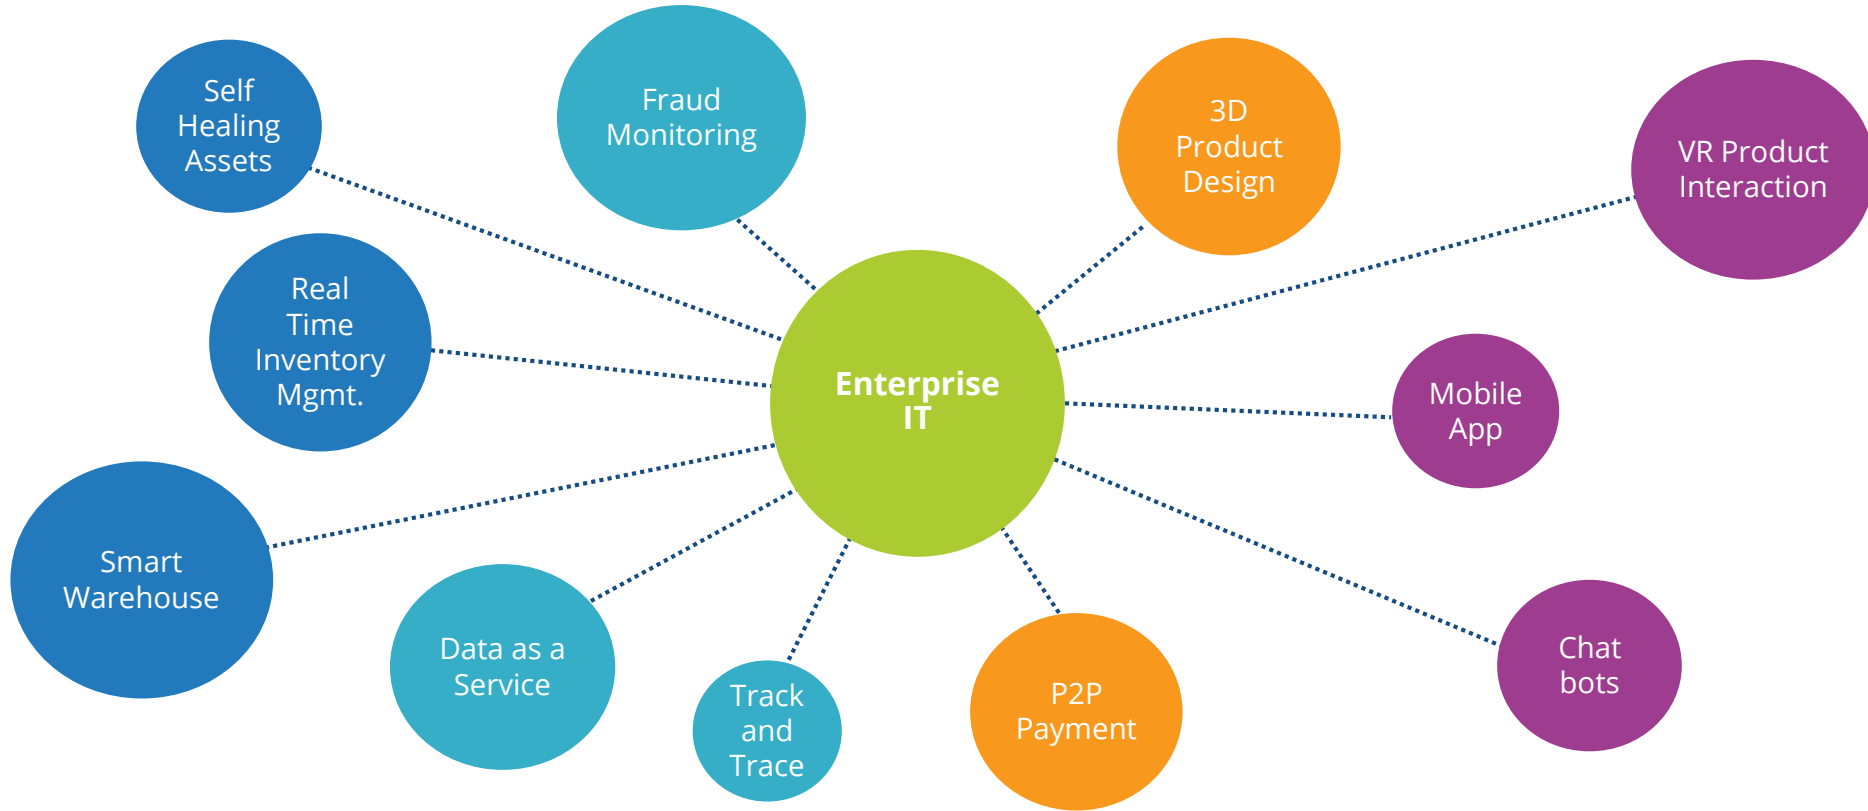 Self
Healing
Assets
Fraud
Monitoring
3D
Product
Design
VR Product
Interaction
Real
Time
Inventory
Mgmt.
Enterprise
IT
Mobile
App
Smart
Warehouse
Data as a
Service
Track
and
Trace
P2P
Payment
Chat
bots